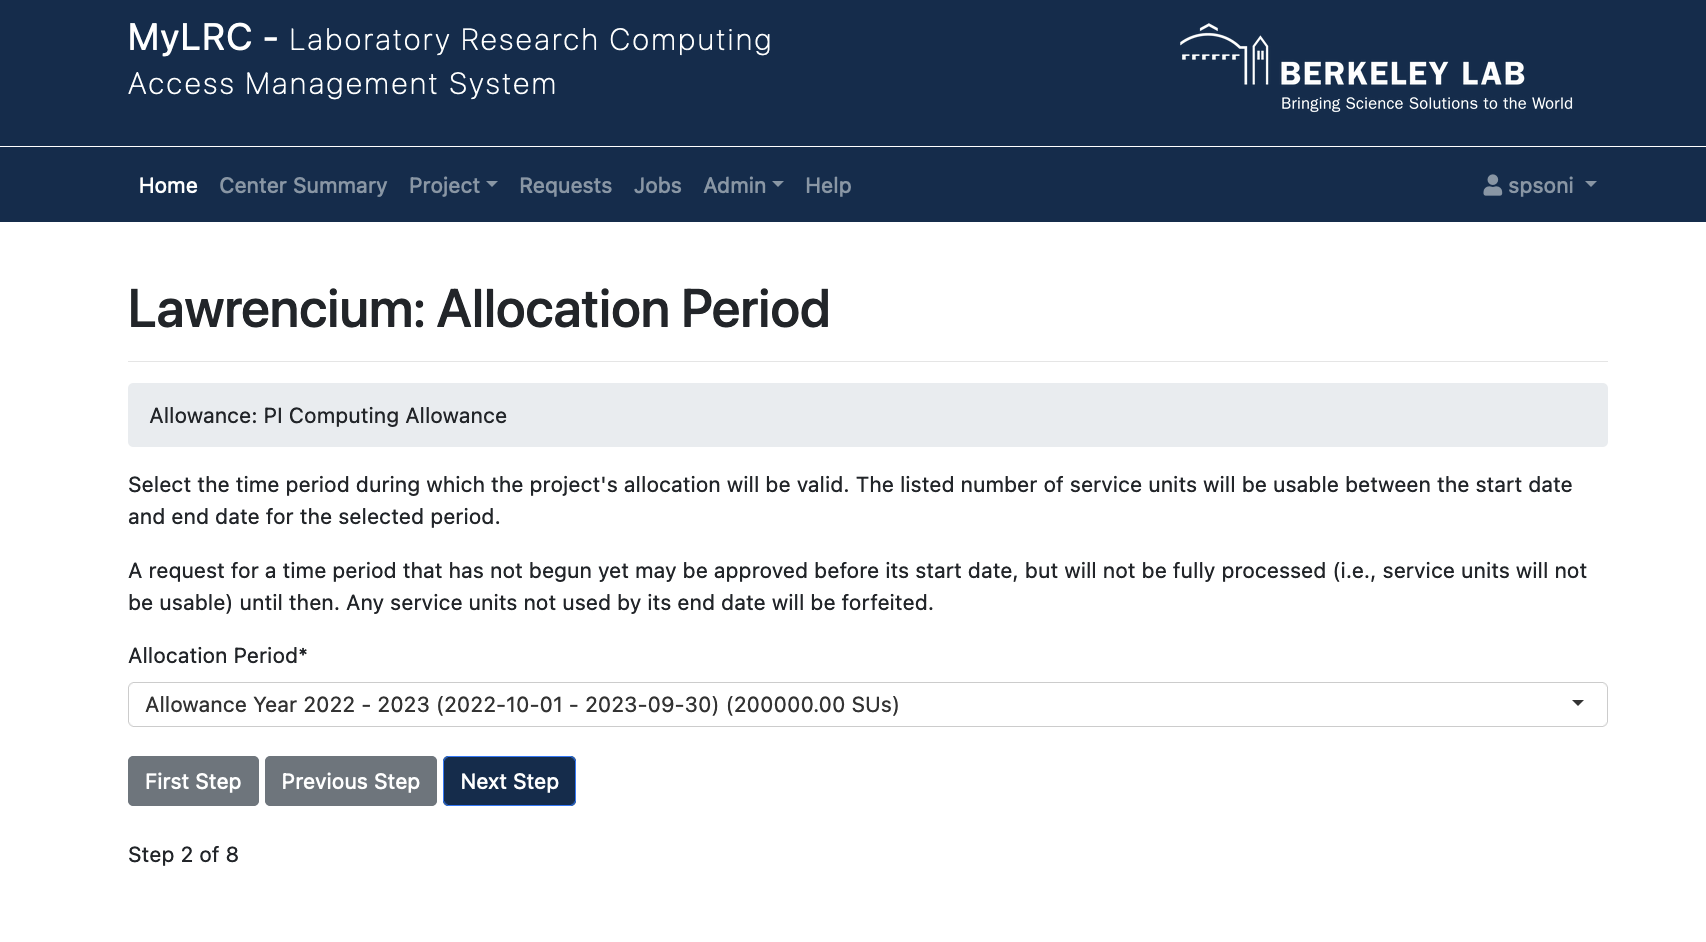 MyLRC - Laboratory Research Computing
Access Management System
BERKELEY LAB
Bringing Science Solutions to the World
Home Center Summary Project Requests Jobs Admin Help spsoni
Lawrencium: Allocation Period
Allowance: PI Computing Allowance
Select the time period during which the project's allocation will be valid. The listed number of service units will be usable between the start date
and end date for the selected period.
A request for a time period that has not begun yet may be approved before its start date, but will not be fully processed (i.e., service units will not
be usable) until then. Any service units not used by its end date will be forfeited.
Allocation Period*
Allowance Year 2022 - 2023 (2022-10-01 - 2023-09-30) (200000.00 SUs)
First Step Previous Step Next Step
Step 2 of 8